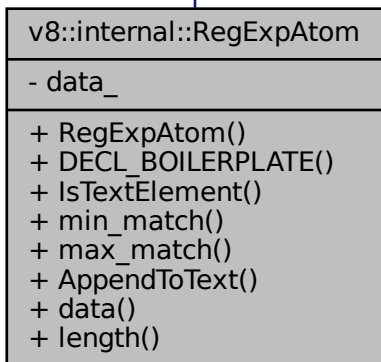 v8::internal::RegExpAtom
- data_
+ RegExpAtom()
+ DECL_BOILERPLATE()
+ IsTextElement()
+ min_match()
+ max_match()
+ AppendToText()
+ data()
+ length()